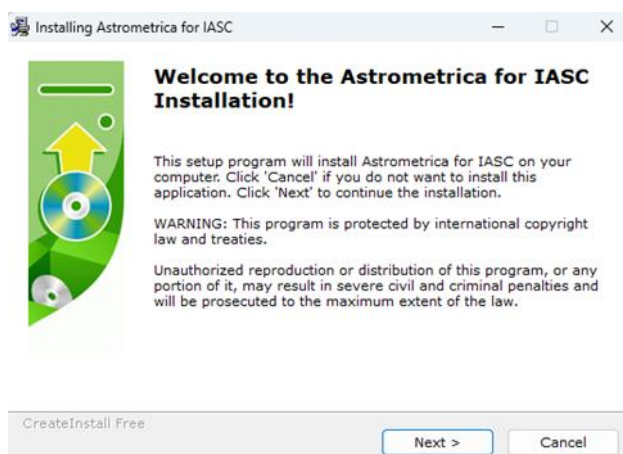 Installing Astrometrica for IASC
Welcome to the Astrometrica for IASC
Installation!
This setup program will install Astrometrica for IASC on your
computer. Click 'Cancel' if you do not want to install this
application. Click 'Next' to continue the installation.
WARNING: This program is protected by international copyright
law and treaties.
Unauthorized reproduction or distribution of this program, or any
portion of it, may result in severe civil and criminal penalties and
will be prosecuted to the maximum extent of the law.
CreateInstall Free
Next >
Cancel